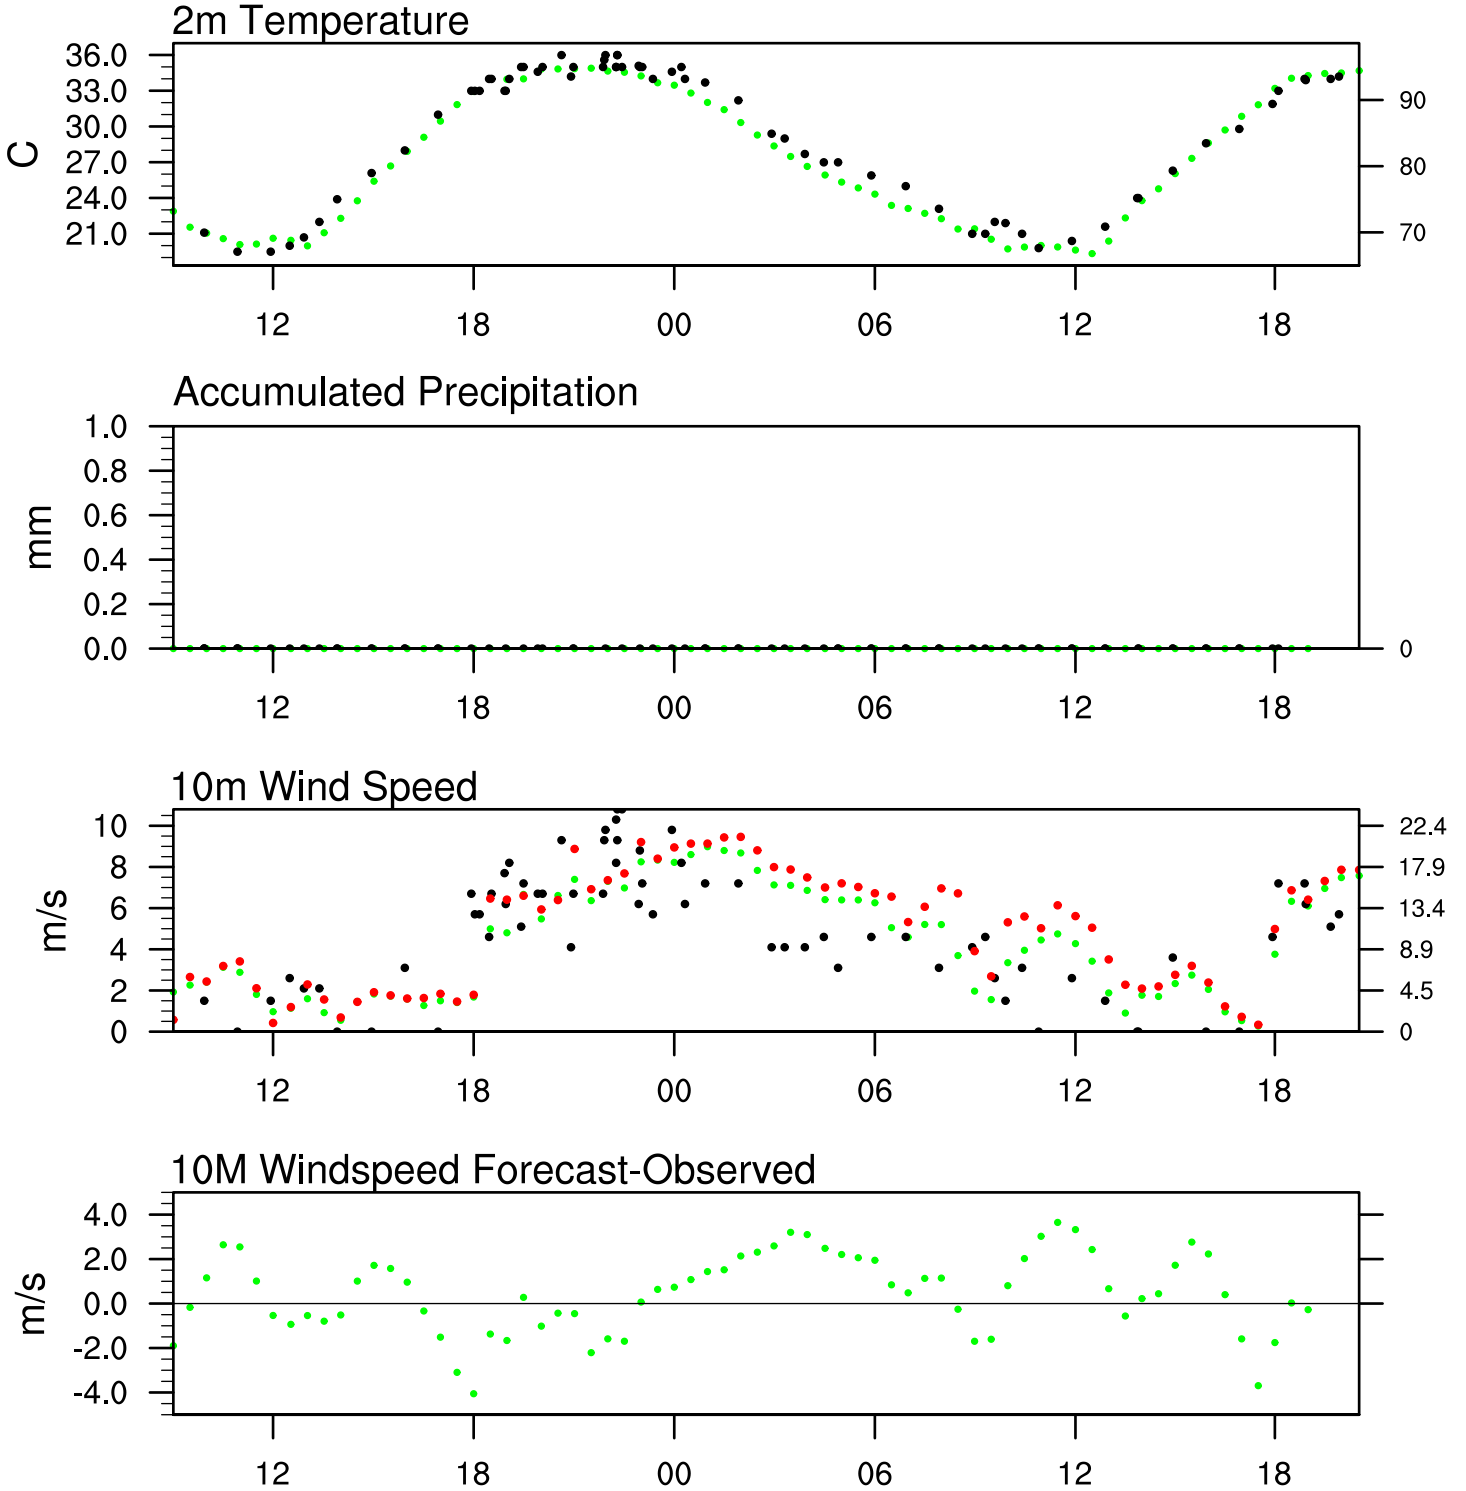 2m Temperature
36.0
33.0
30.0
27.0
24.0
21.0
C
90
80
70
12 18 00 06 12 18
Accumulated Precipitation
1.0
0.8
0.6
0.4
0.2
0.0
mm
0
12 18 00 06 12 18
10m Wind Speed
10
8
6
4
2
0
m/s
22.4
17.9
13.4
8.9
4.5
0
12 18 00 06 12 18
10M Windspeed Forecast-Observed
4.0
2.0
0.0
-2.0
-4.0
m/s
12 18 00 06 12 18